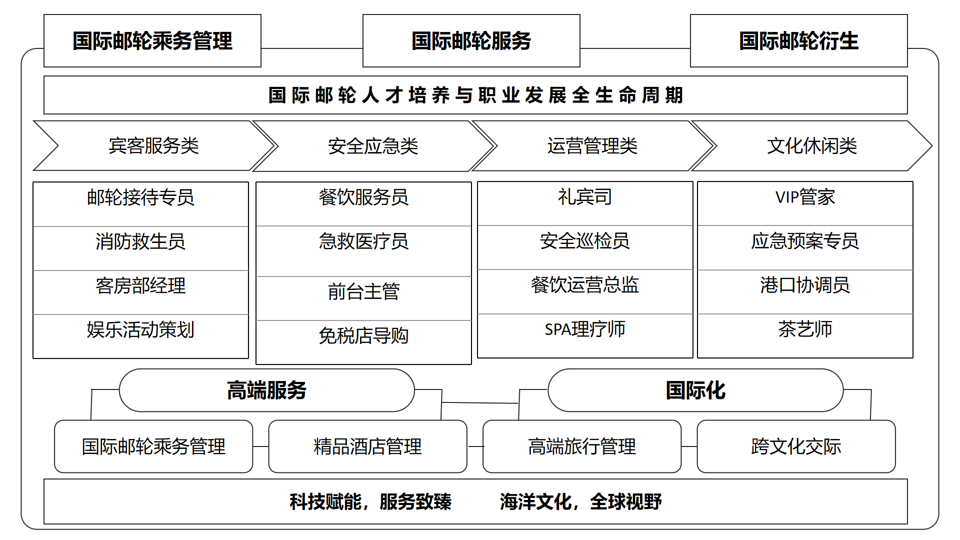 国际邮轮乘务管理
国际邮轮服务
国际邮轮衍生
国际邮轮人才培养与职业发展全生命周期
宾客服务类
安全应急类
运营管理类
文化休闲类
邮轮接待专员
餐饮服务员
礼宾司
VIP管家
消防救生员
急救医疗员
安全巡检员
应急预案专员
客房部经理
前台主管
餐饮运营总监
港口协调员
娱乐活动策划
免税店导购
SPA理疗师
茶艺师
高端服务
国际化
国际邮轮乘务管理
精品酒店管理
高端旅行管理
跨文化交际
科技赋能，服务致臻 海洋文化，全球视野